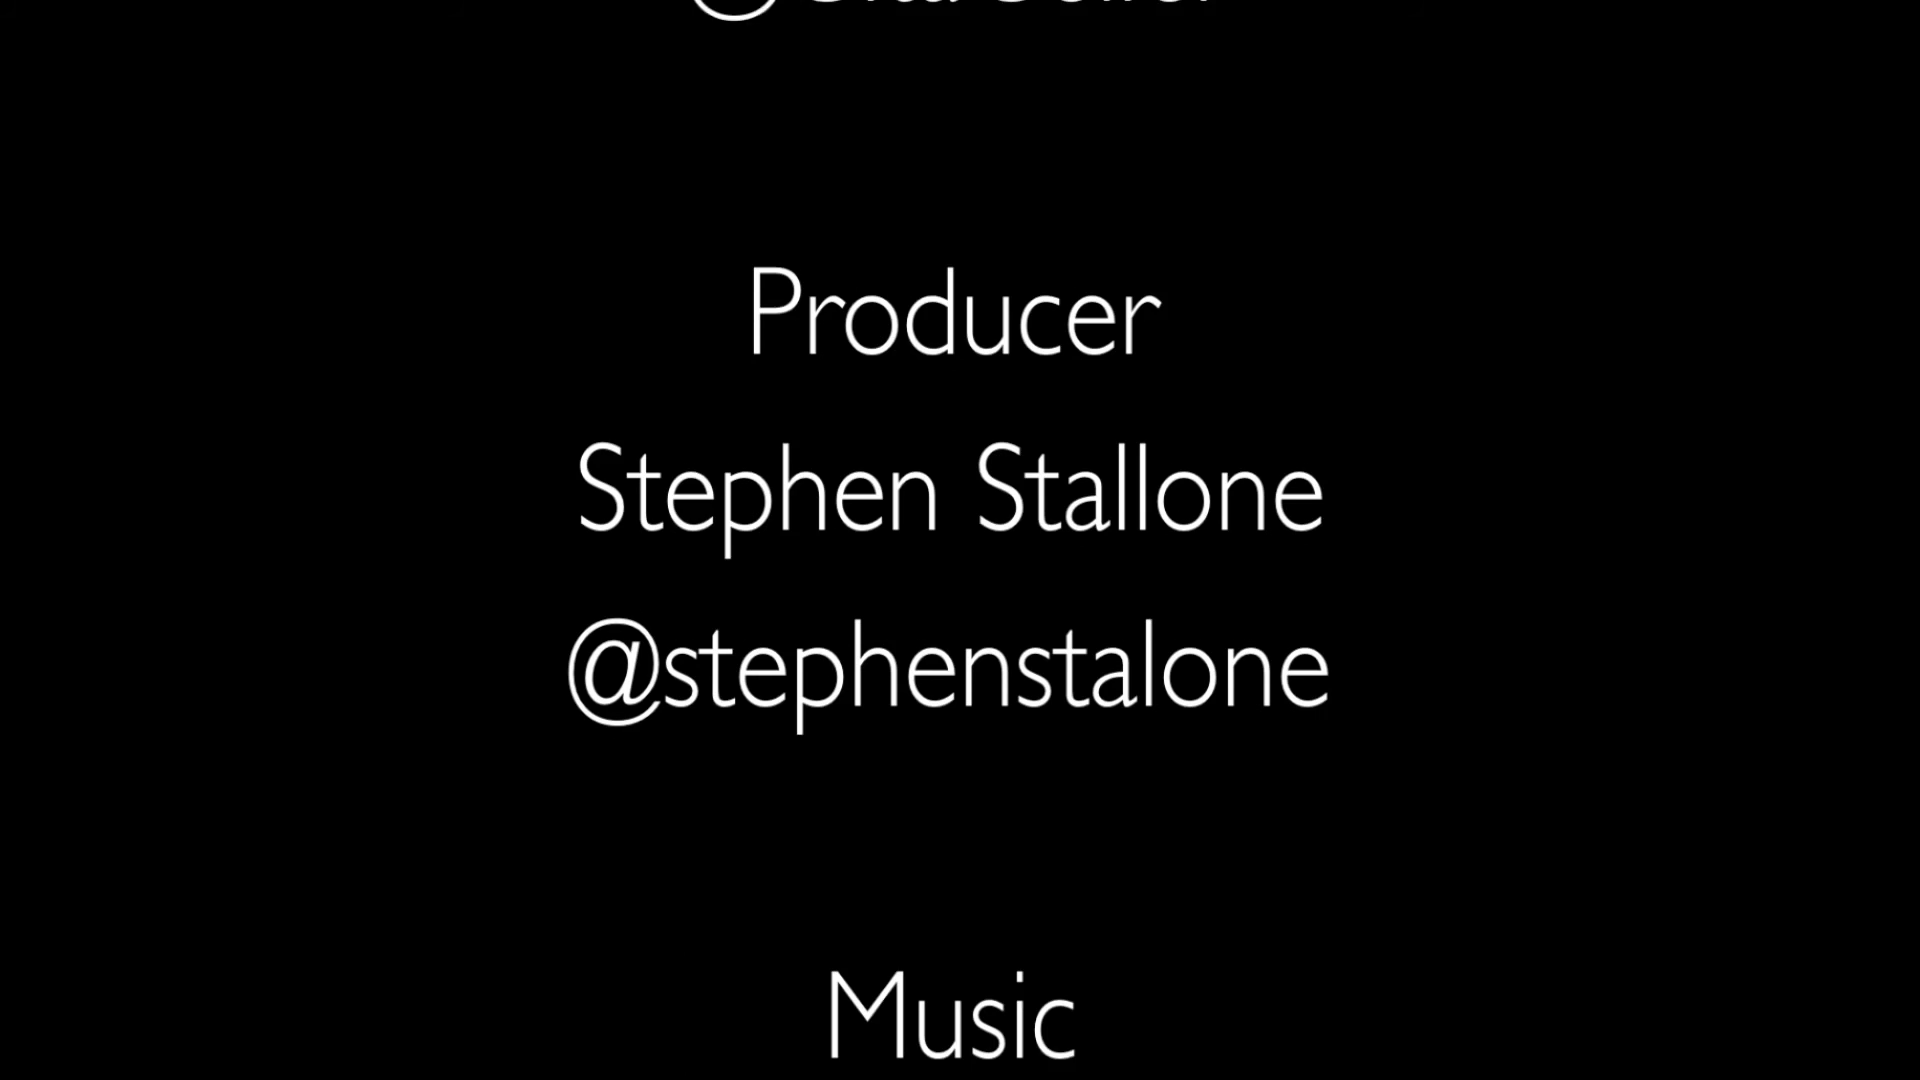 Producer
Stephen Stallone
@stephenstalone
Music